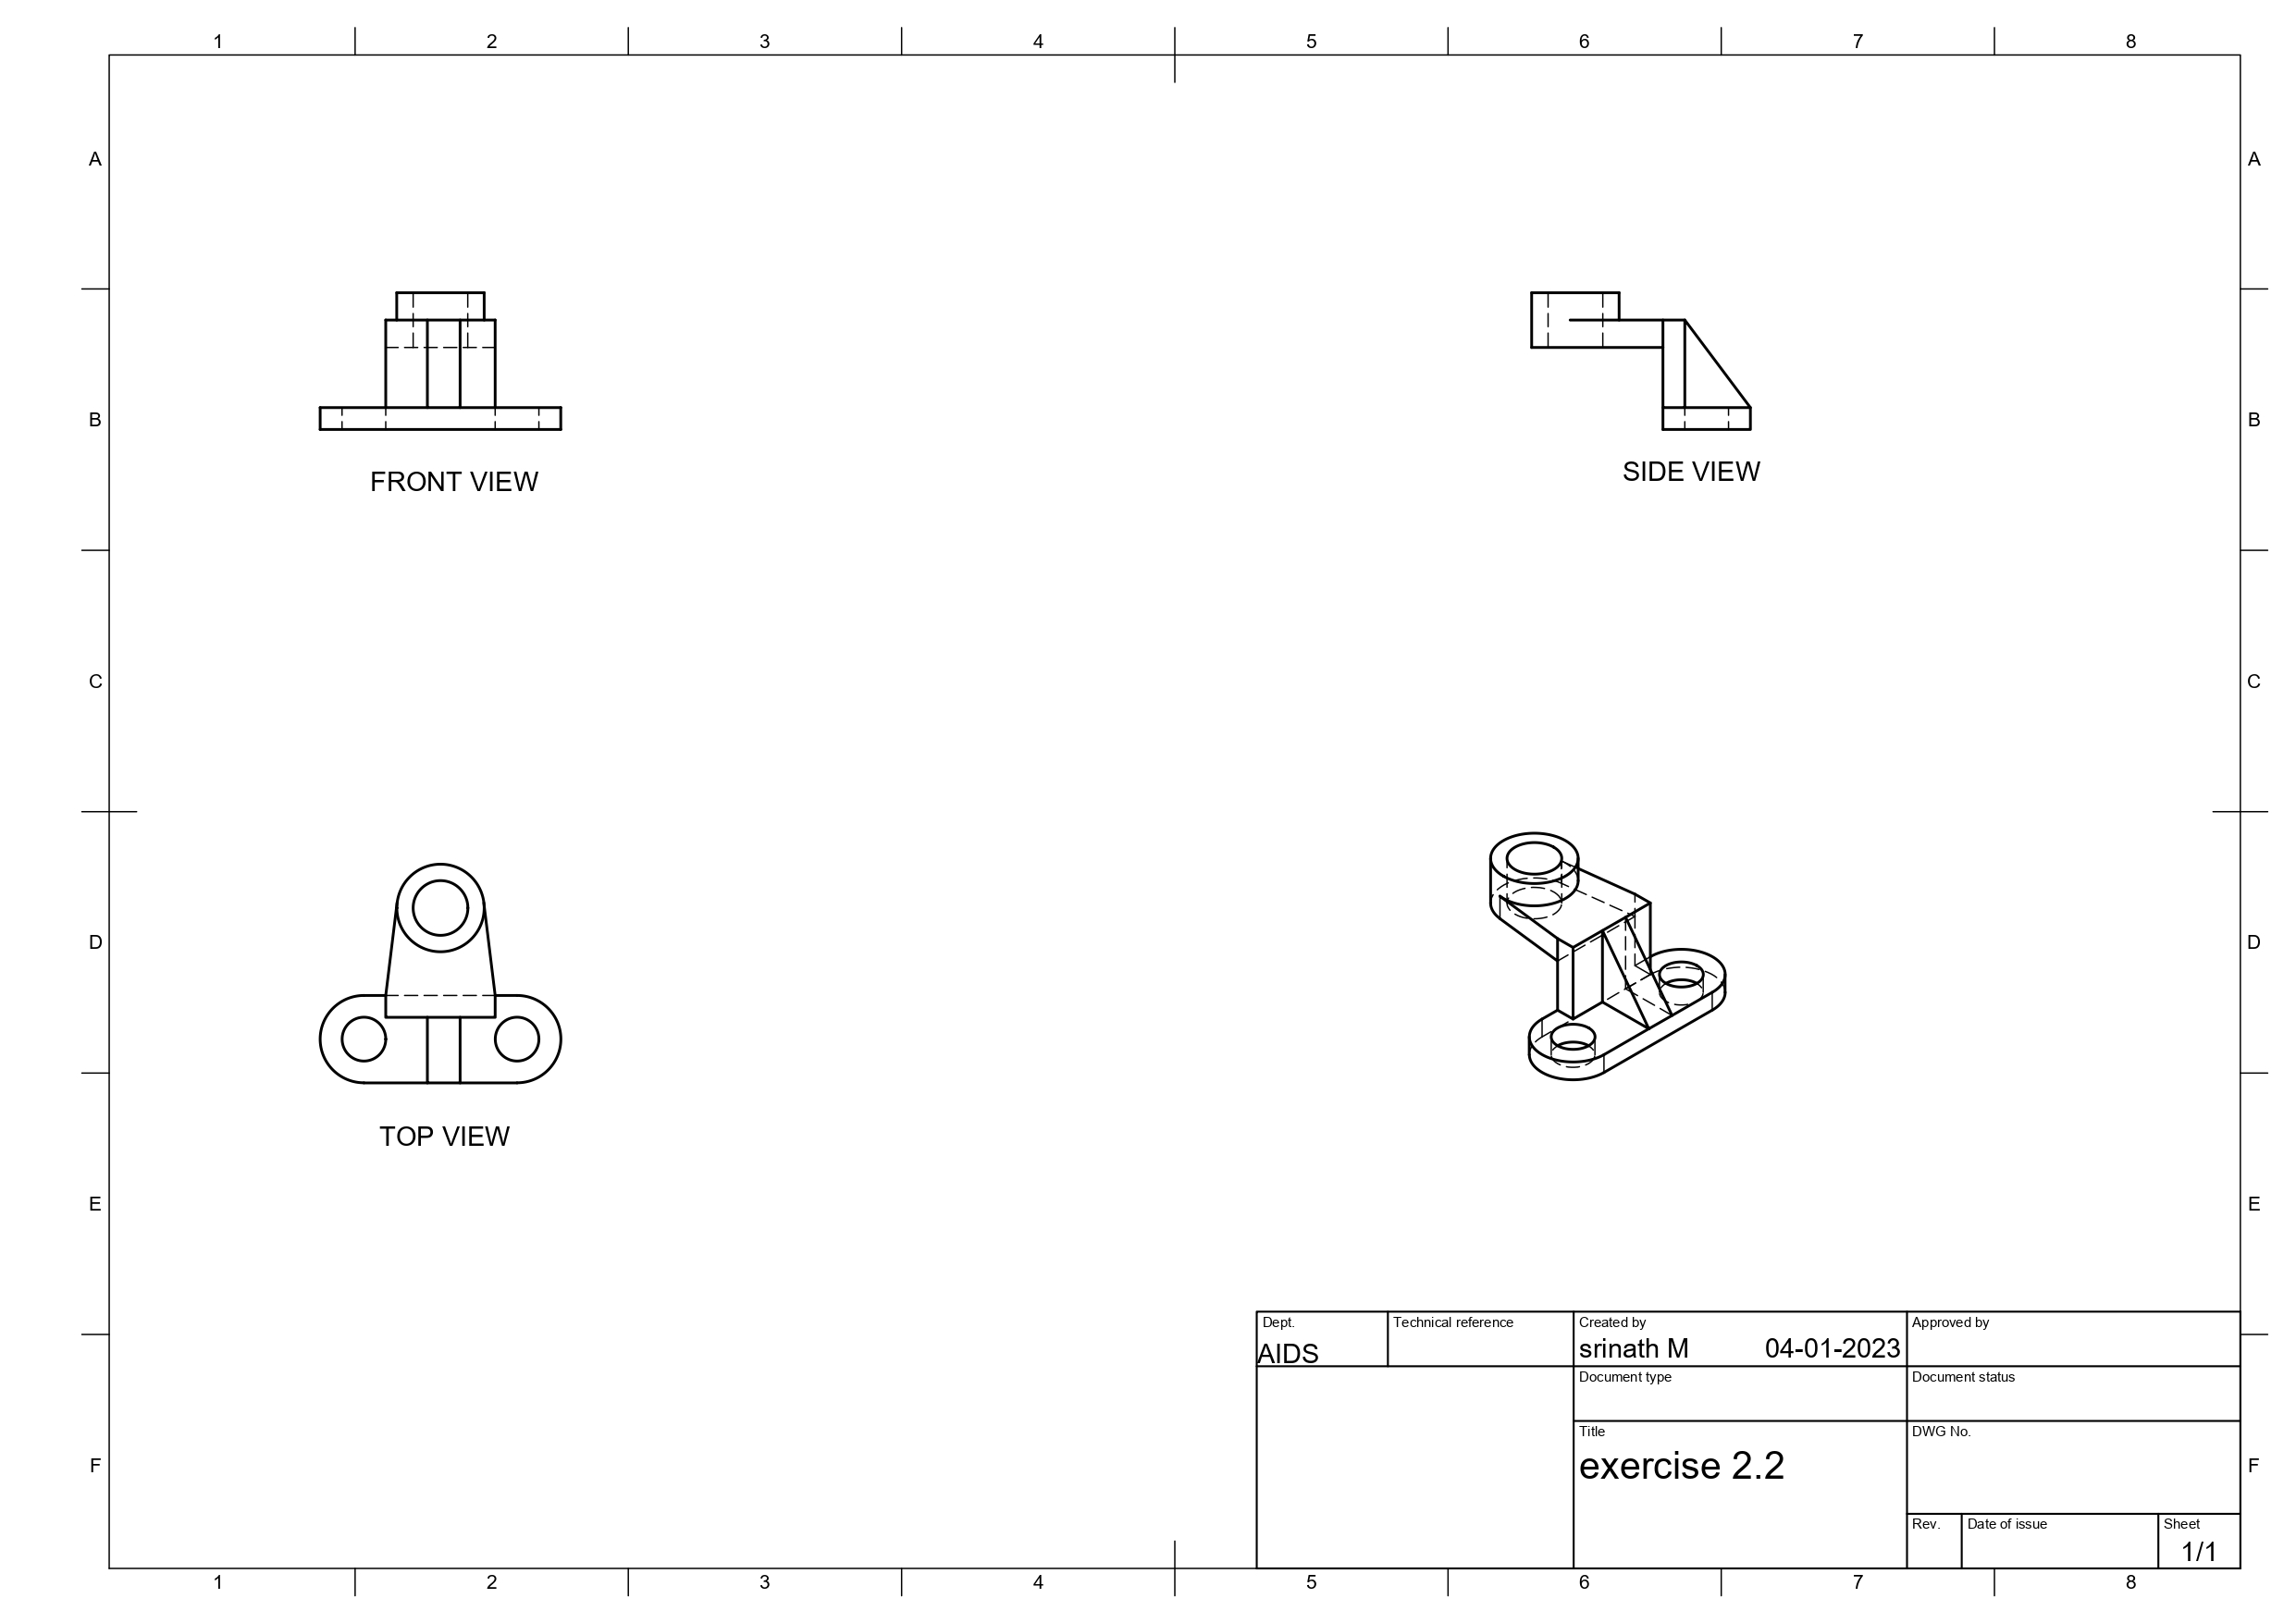 1 2 3 4 5 6 7 8
A A
B B
FRONT VIEW SIDE VIEW
C C
D D
TOP VIEW
E E
Dept. Technical reference Created by Approved by
AIDS srinath M 04-01-2023
Document type Document status
Title DWG No.
F exercise 2.2 F
Rev. Date of issue Sheet
1/1
1 2 3 4 5 6 7 8